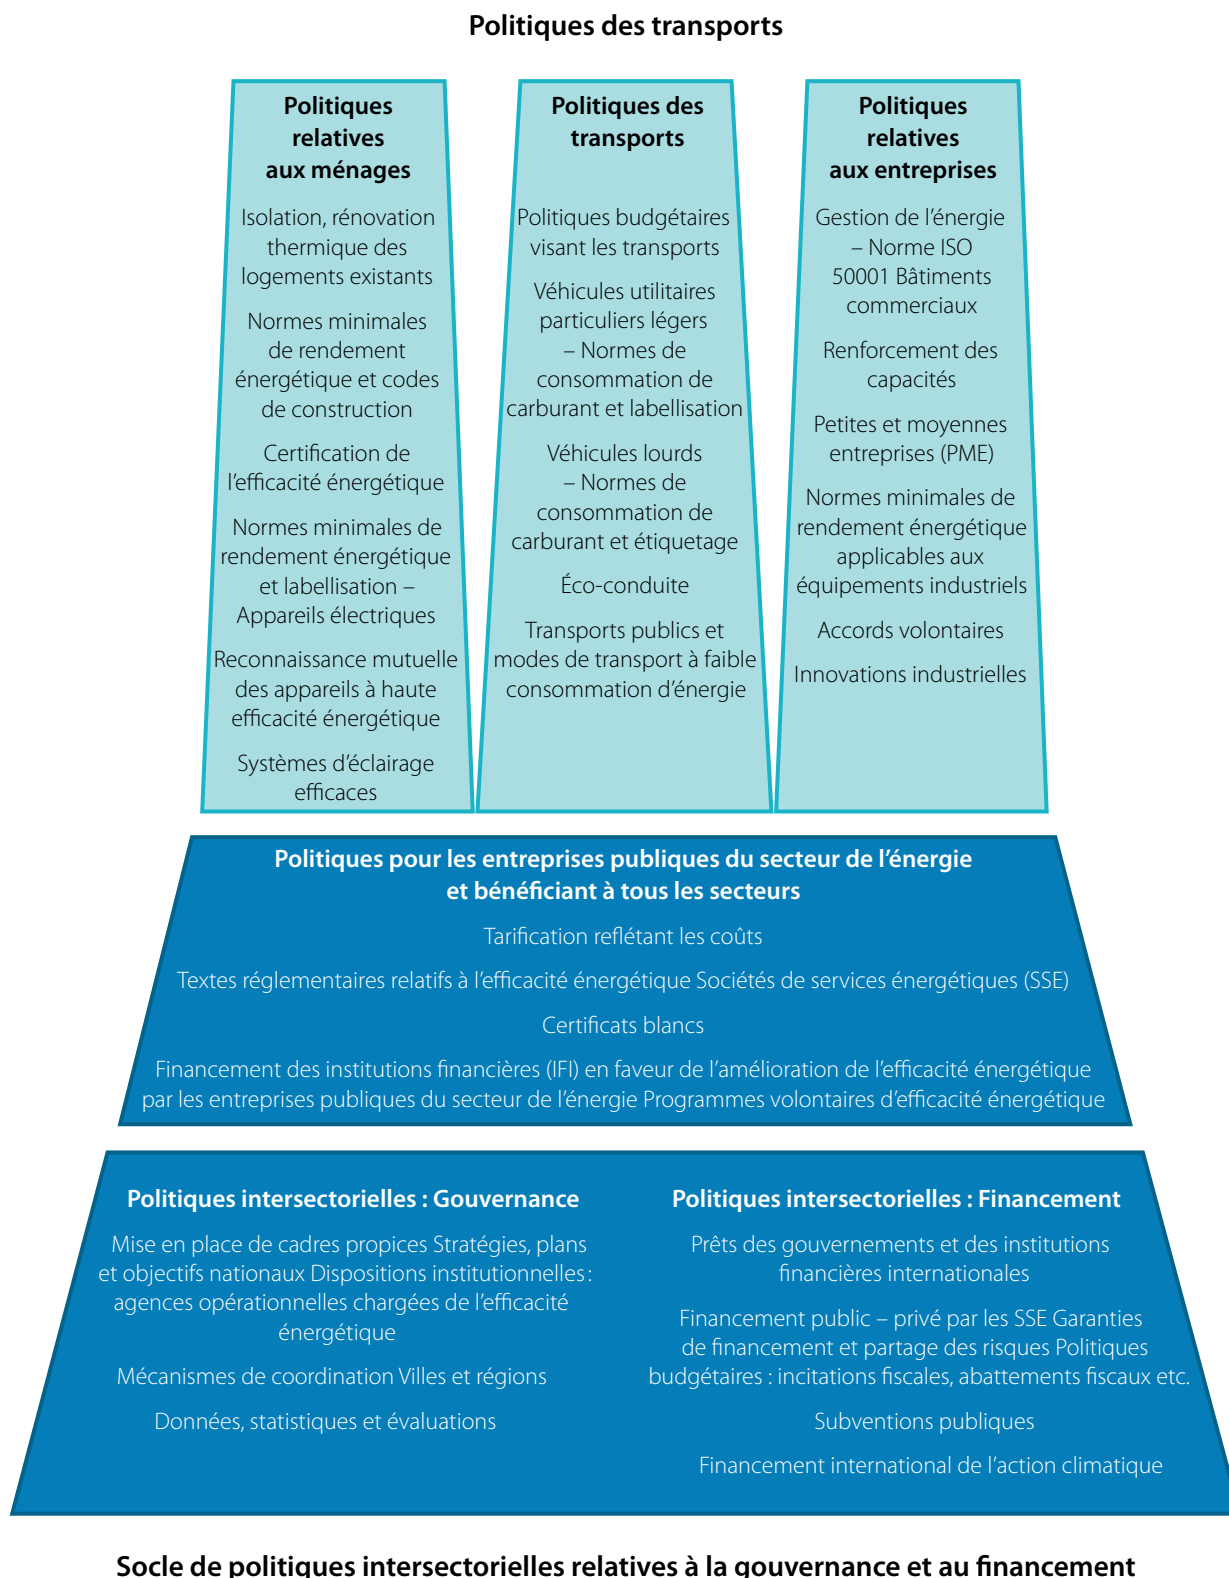 Politiques des transports
Politiques
relatives
aux ménages
Isolation, rénovation
thermique des
logements existants
Normes minimales
de rendement
énergétique et codes
de construction
Certification de
l’efficacité énergétique
Normes minimales de
rendement énergétique
et labellisation –
Appareils électriques
Reconnaissance mutuelle
des appareils à haute
efficacité énergétique
Systèmes d’éclairage
efficaces
Politiques des
transports
Politiques budgétaires
visant les transports
Véhicules utilitaires
particuliers légers
– Normes de
consommation de
carburant et labellisation
Véhicules lourds
– Normes de
consommation de
carburant et étiquetage
Éco-conduite
Transports publics et
modes de transport à faible
consommation d’énergie
Politiques
relatives
aux entreprises
Gestion de l’énergie
– Norme ISO
50001 Bâtiments
commerciaux
Renforcement des
capacités
Petites et moyennes
entreprises (PME)
Normes minimales de
rendement énergétique
applicables aux
équipements industriels
Accords volontaires
Innovations industrielles
Politiques pour les entreprises publiques du secteur de l’énergie
et bénéficiant à tous les secteurs
Tarification reflétant les coûts
Textes réglementaires relatifs à l’efficacité énergétique Sociétés de services énergétiques (SSE)
Certificats blancs
Financement des institutions financières (IFI) en faveur de l’amélioration de l’efficacité énergétique
par les entreprises publiques du secteur de l’énergie Programmes volontaires d’efficacité énergétique
Politiques intersectorielles : Gouvernance
Mise en place de cadres propices Stratégies, plans
et objectifs nationaux Dispositions institutionnelles :
agences opérationnelles chargées de l’efficacité
énergétique
Mécanismes de coordination Villes et régions
Données, statistiques et évaluations
Politiques intersectorielles : Financement
Prêts des gouvernements et des institutions
financières internationales
Financement public – privé par les SSE Garanties
de financement et partage des risques Politiques
budgétaires : incitations fiscales, abattements fiscaux etc.
Subventions publiques
Financement international de l’action climatique
Socle de politiques intersectorielles relatives à la gouvernance et au financement